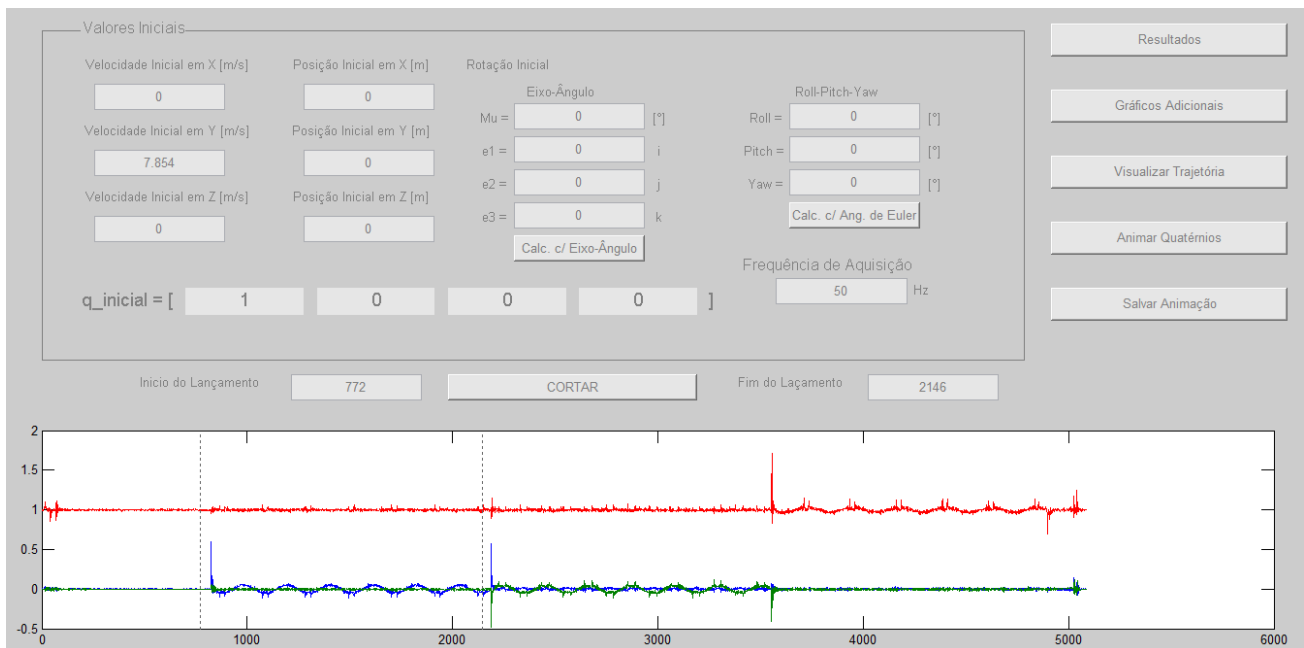 Valores Iniciais
Resultados
Velocidade Inicial em X [m/s] Posição Inicial em X [m] Rotação Inicial
Eixo-Ângulo Roll-Pitch-Yaw
0 0 Mu = 0 [°] Roll = 0 [°]
Gráficos Adicionais
Velocidade Inicial em Y [m/s] Posição Inicial em Y [m]
e1 = 0 i Pitch = 0 [°]
7.854 0
Visualizar Trajetória
e2 = 0 j Yaw = 0 [°]
Velocidade Inicial em Z [m/s] Posição Inicial em Z [m]
e3 = 0 k Calc. c/ Ang. de Euler
0 0
Animar Quatérnios
Calc. c/ Eixo-Ângulo
Frequência de Aquisição
50 Hz
q_inicial = [ 1 0 0 0 ]
Salvar Animação
Inicio do Lançamento 772 CORTAR Fim do Laçamento 2146
2
1.5
1
0.5
0
-0.5
0 1000 2000 3000 4000 5000 6000